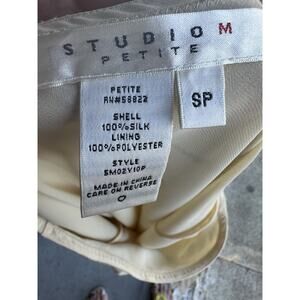 STUDIO M
PETITE
SP
PETITE
RN#56822
SHELL
100%SILK
LINING
100%POLYESTER
STYLE
SM02V10P
MADE IN CHINA
CARE ON REVERSE